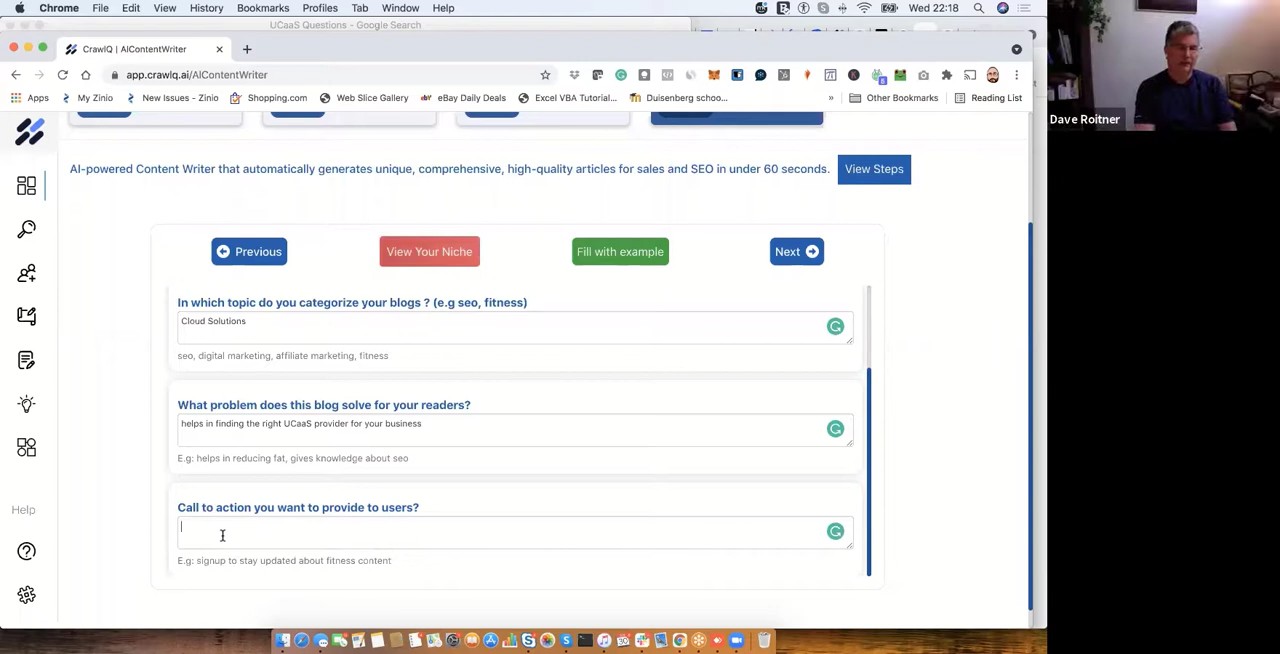 Chrome File Edit View History Bookmarks Profiles Tab Window Help Wed 22:18
UCaaS Questions - Google Search
CrawlQ | AIContentWriter
app.crawlq.ai/AIContentWriter
Apps My Zinio New Issues - Zinio Shopping.com Web Slice Gallery eBay Daily Deals Excel VBA Tutorial... Duisenberg schoo... » Other Bookmarks Reading List
Dave Roitner
AI-powered Content Writer that automatically generates unique, comprehensive, high-quality articles for sales and SEO in under 60 seconds. View Steps
Previous View Your Niche Fill with example Next
In which topic do you categorize your blogs ? (e.g seo, fitness)
Cloud Solutions
seo, digital marketing, affiliate marketing, fitness
What problem does this blog solve for your readers?
helps in finding the right UCaaS provider for your business
E.g: helps in reducing fat, gives knowledge about seo
Call to action you want to provide to users?
E.g: signup to stay updated about fitness content
Help